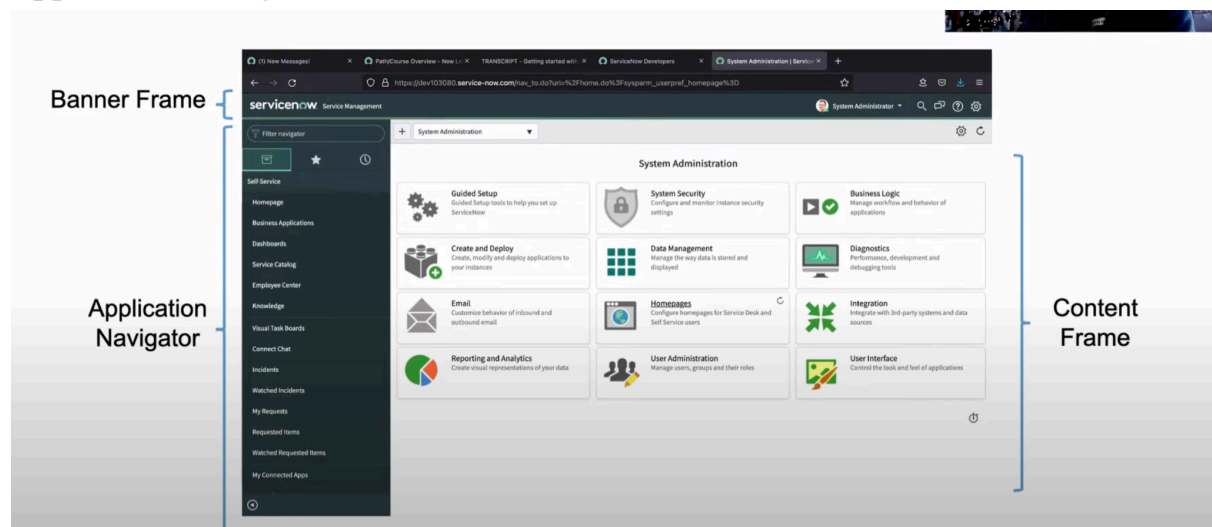 Banner Frame
Application
Navigator
Content
Frame
(1) New Messages!
Path/Course Overview - Now Le
TRANSCRIPT - Getting started with
ServiceNow Developers
System Administration | Service
https://dev103080.service-now.com/nav_to.do?uri=%2Fhome.do%3Fsysparm_userpref_homepage%3D
servicenow Service Management
System Administrator
Filter navigator
System Administration
Self-Service
Homepage
Business Applications
Dashboards
Service Catalog
Employee Center
Knowledge
Visual Task Boards
Connect Chat
Incidents
Watched Incidents
My Requests
Requested Items
Watched Requested Items
My Connected Apps
System Administration
Guided Setup
Guided Setup tools to help you set up
ServiceNow
System Security
Configure and monitor instance security
settings
Business Logic
Manage workflow and behavior of
applications
Create and Deploy
Create, modify and deploy applications to
your instances
Data Management
Manage the way data is stored and
displayed
Diagnostics
Performance, development and
debugging tools
Email
Customize behavior of inbound and
outbound email
Homepages
Configure homepages for Service Desk and
Self Service users
Integration
Integrate with 3rd-party systems and data
sources
Reporting and Analytics
Create visual representations of your data
User Administration
Manage users, groups and their roles
User Interface
Control the look and feel of applications